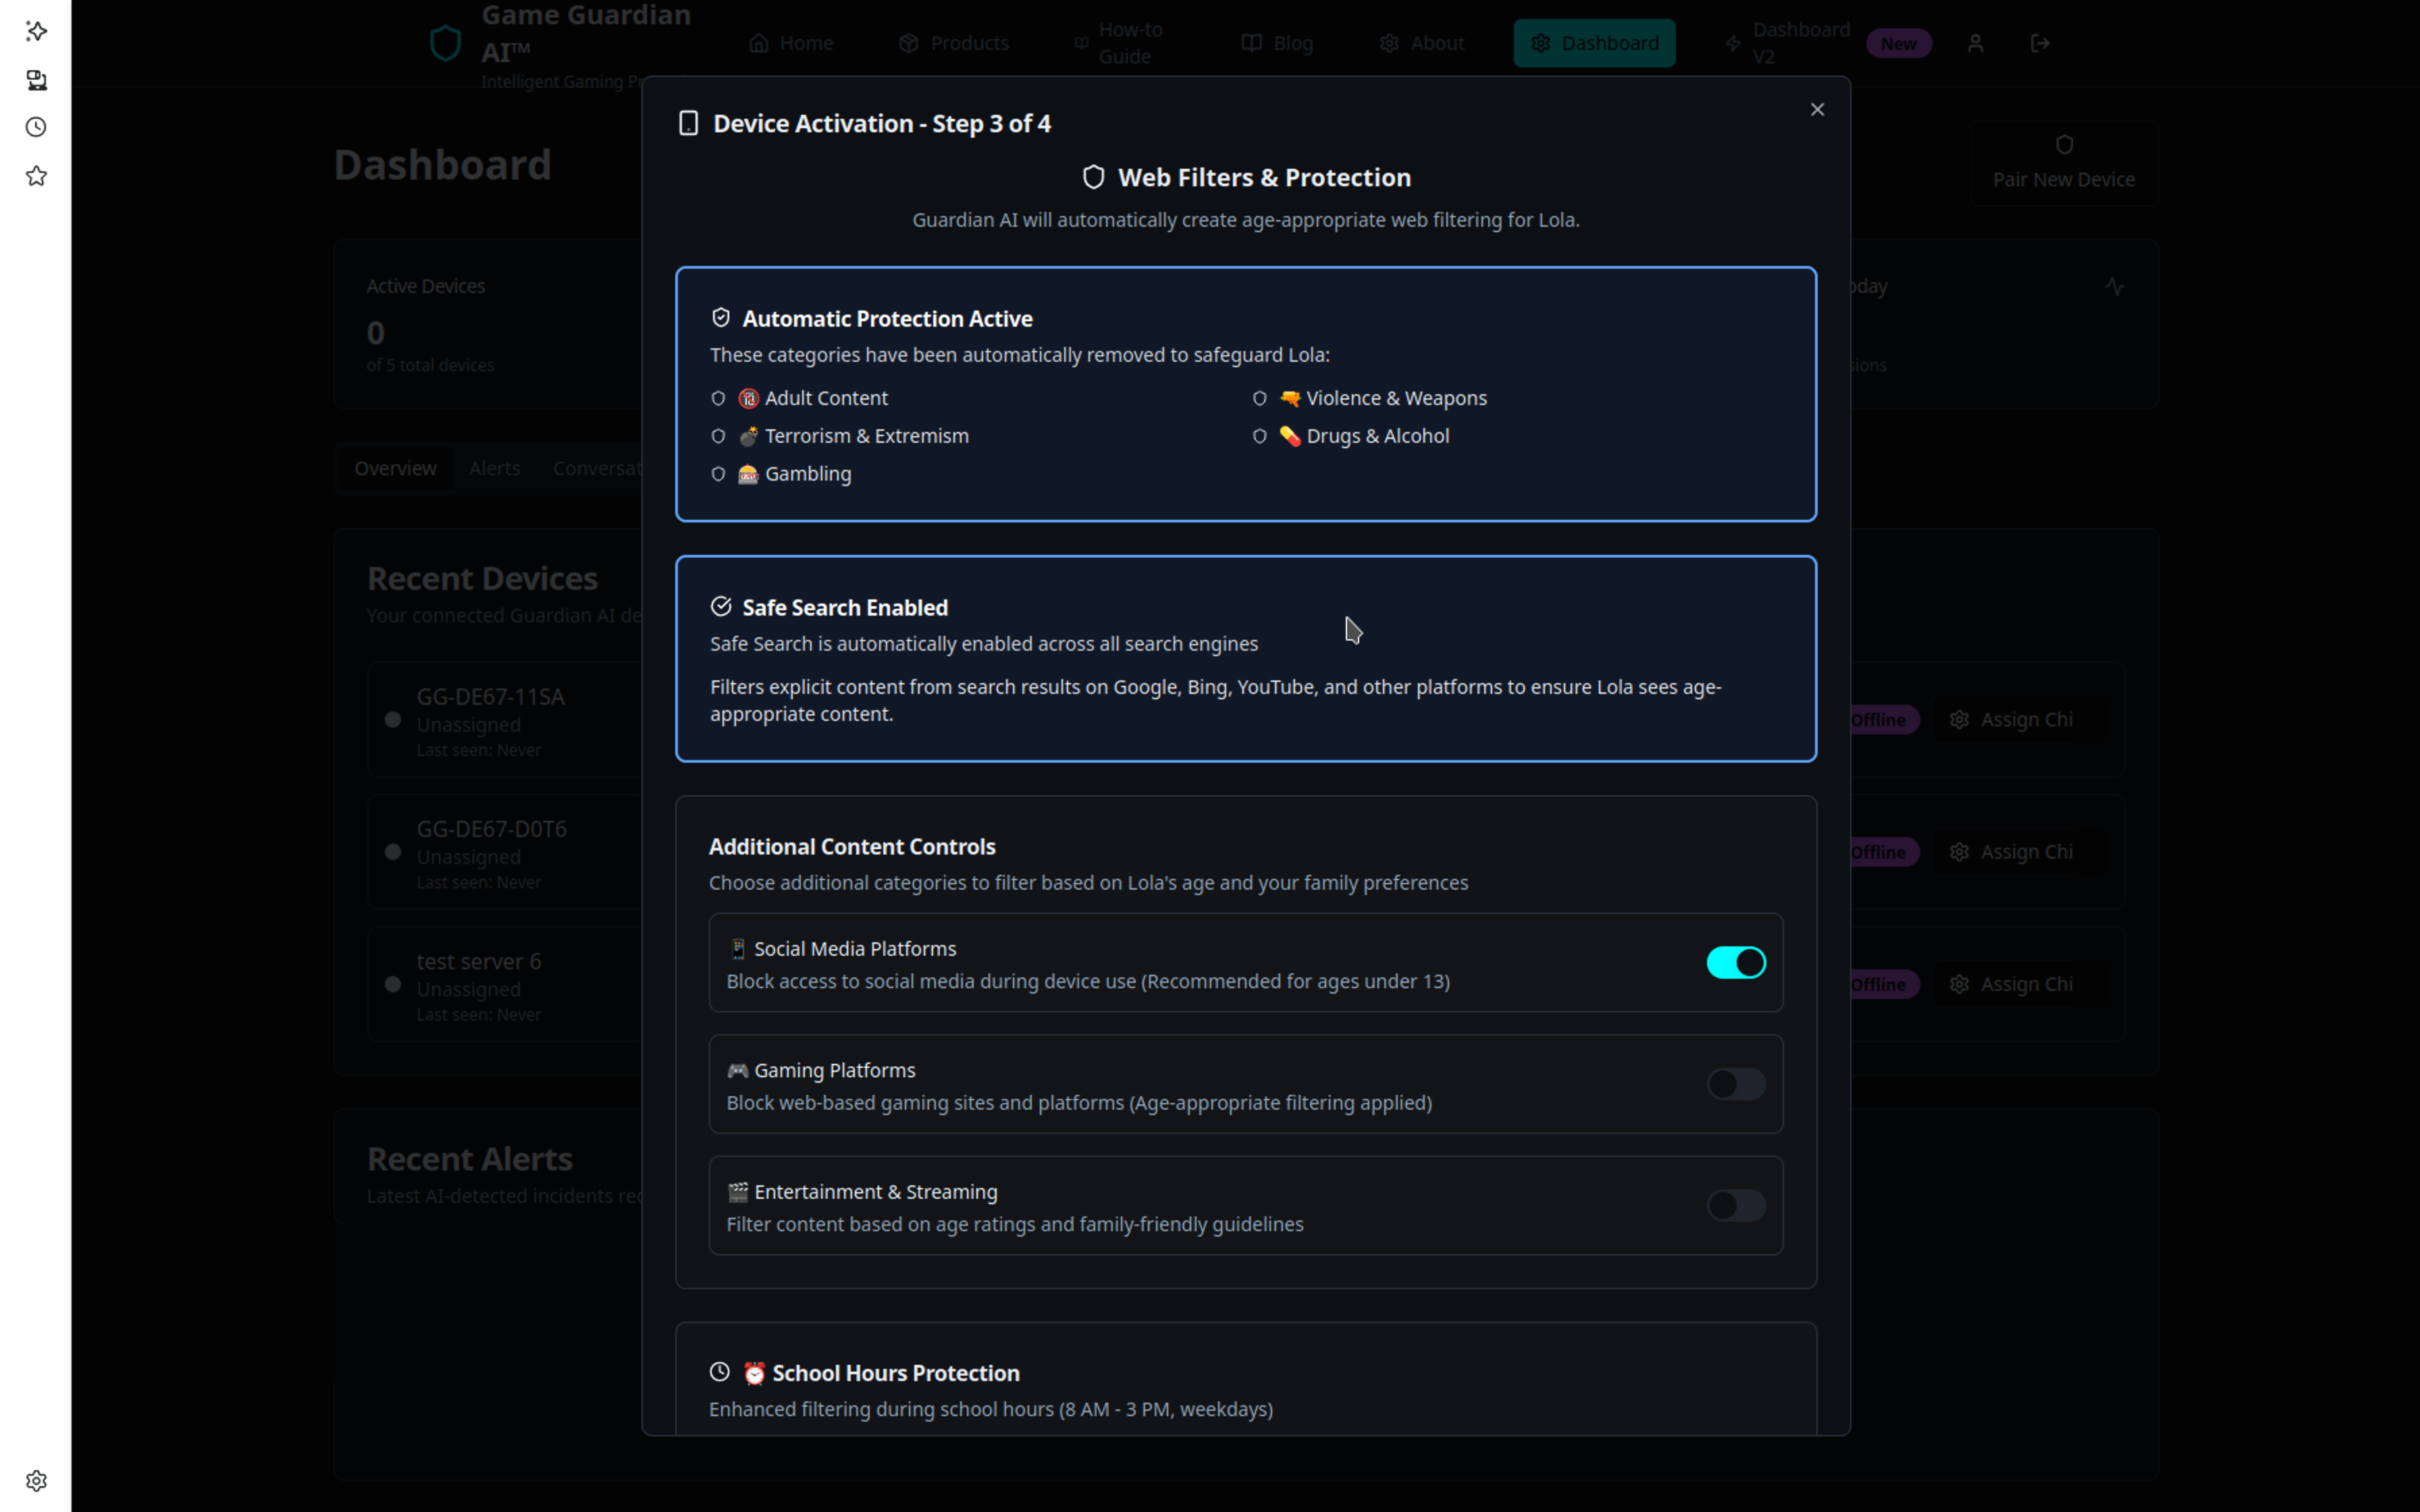 Game Guardian
AI™
Intelligent Gaming Pr
Home
Products
How-to
Guide
Blog
About
Dashboard
Dashboard
V2
New
Dashboard
Pair New Device
Active Devices
0
of 5 total devices
oday
sions
Overview
Alerts
Conversat
Recent Devices
Your connected Guardian AI de
GG-DE67-11SA
Unassigned
Last seen: Never
Offline
Assign Chi
GG-DE67-D0T6
Unassigned
Last seen: Never
Offline
Assign Chi
test server 6
Unassigned
Last seen: Never
Offline
Assign Chi
Recent Alerts
Latest AI-detected incidents rec
Device Activation - Step 3 of 4
Web Filters & Protection
Guardian AI will automatically create age-appropriate web filtering for Lola.
Automatic Protection Active
These categories have been automatically removed to safeguard Lola:
🔞 Adult Content
🔫 Violence & Weapons
💣 Terrorism & Extremism
💊 Drugs & Alcohol
🎰 Gambling
Safe Search Enabled
Safe Search is automatically enabled across all search engines
Filters explicit content from search results on Google, Bing, YouTube, and other platforms to ensure Lola sees age-
appropriate content.
Additional Content Controls
Choose additional categories to filter based on Lola's age and your family preferences
📱 Social Media Platforms
Block access to social media during device use (Recommended for ages under 13)
🎮 Gaming Platforms
Block web-based gaming sites and platforms (Age-appropriate filtering applied)
🎬 Entertainment & Streaming
Filter content based on age ratings and family-friendly guidelines
⏰ School Hours Protection
Enhanced filtering during school hours (8 AM - 3 PM, weekdays)